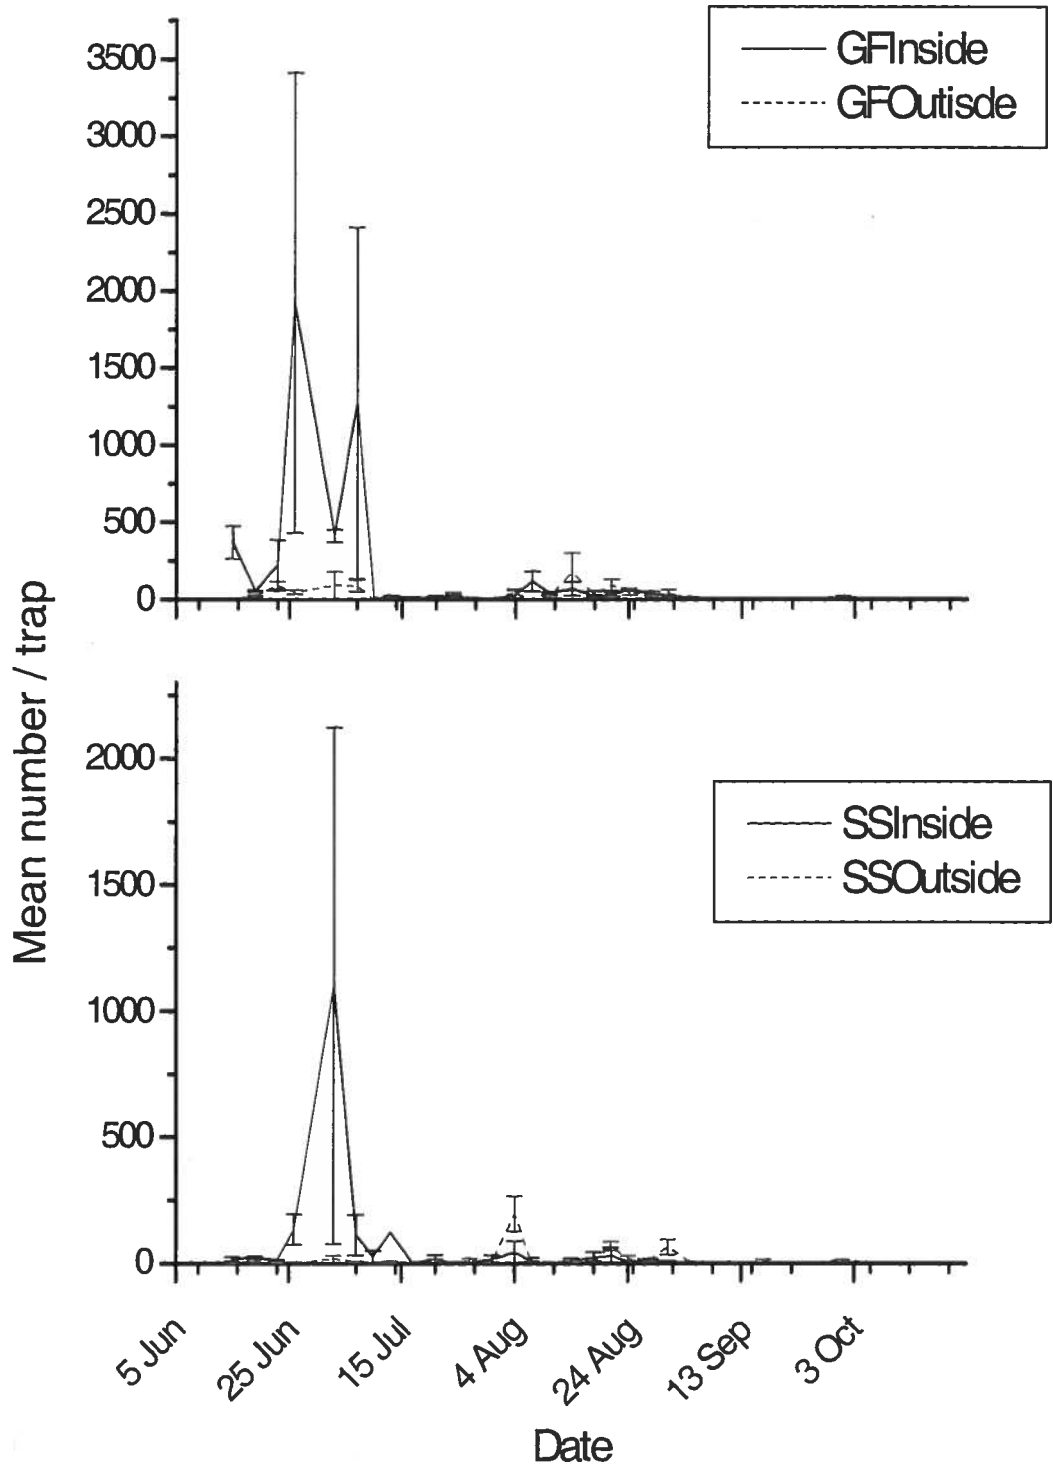 GFInside
GFOutisde
3500
3000
2500
2000
1500
1000
500
0
Mean number / trap
SSInside
SSOutside
2000
1500
1000
500
0
5 Jun
25 Jun
15 Jul
4 Aug
24 Aug
13 Sep
3 Oct
Date